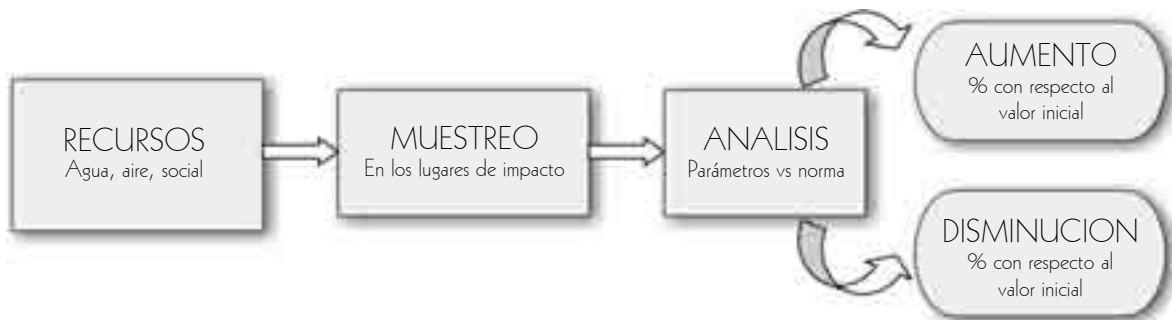 RECURSOS
Agua, aire, social
MUESTREO
En los lugares de impacto
ANALISIS
Parámetros vs norma
AUMENTO
% con respecto al
valor inicial
DISMINUCION
% con respecto al
valor inicial